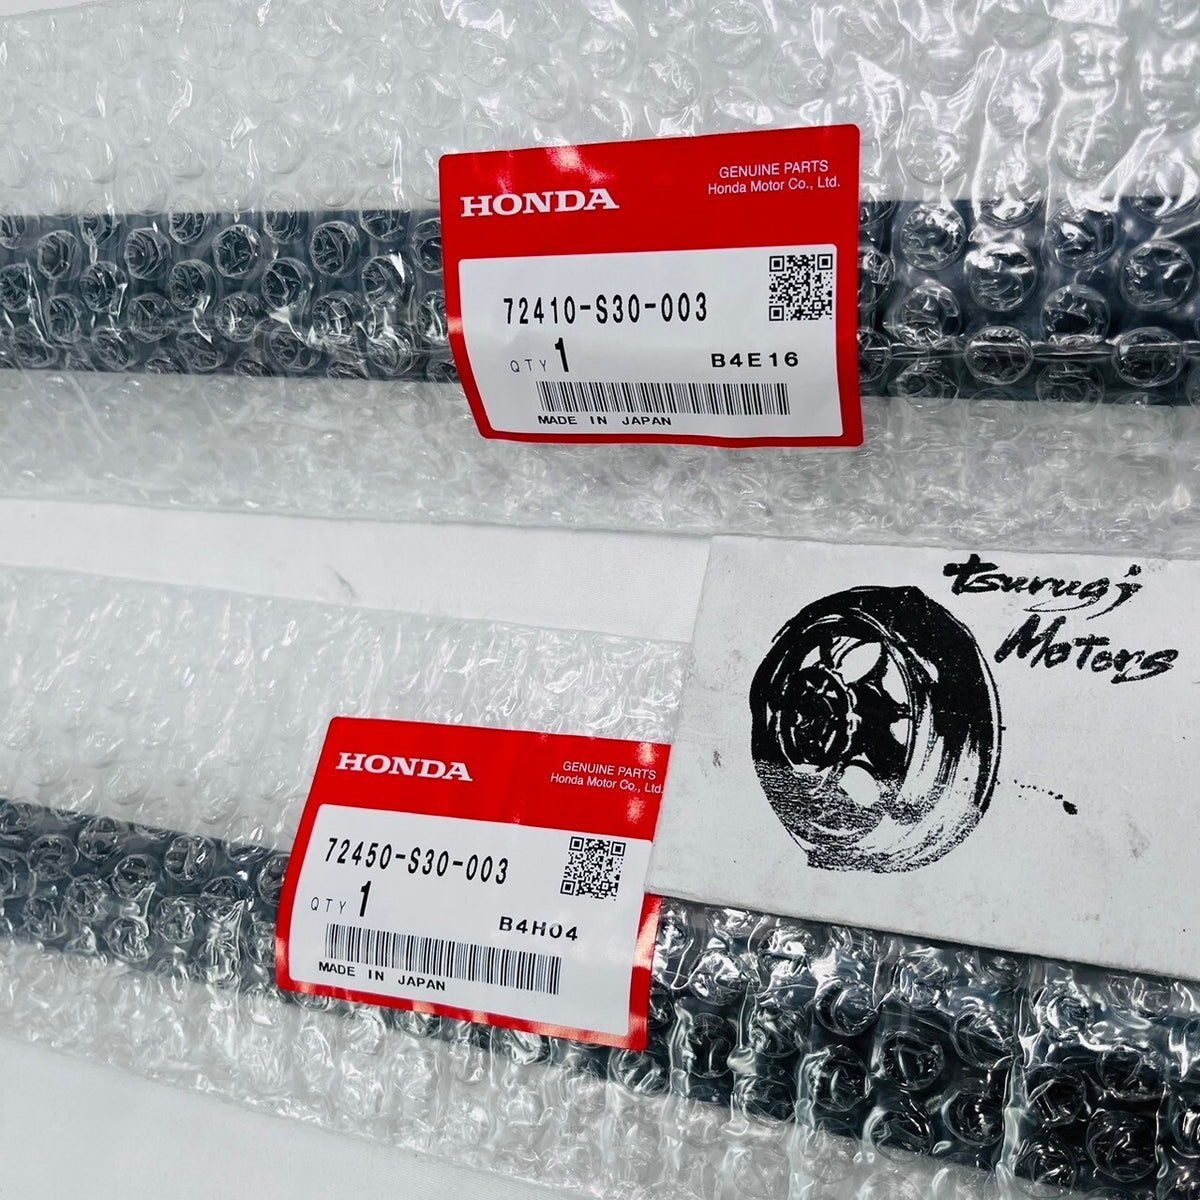 HONDA
GENUINE PARTS
Honda Motor Co., Ltd.
72410-S30-003
QTY 1
B4E16
MADE IN JAPAN
tsurugi
Motors
HONDA
GENUINE PARTS
Honda Motor Co., Ltd.
72450-S30-003
QTY 1
B4H04
MADE IN JAPAN